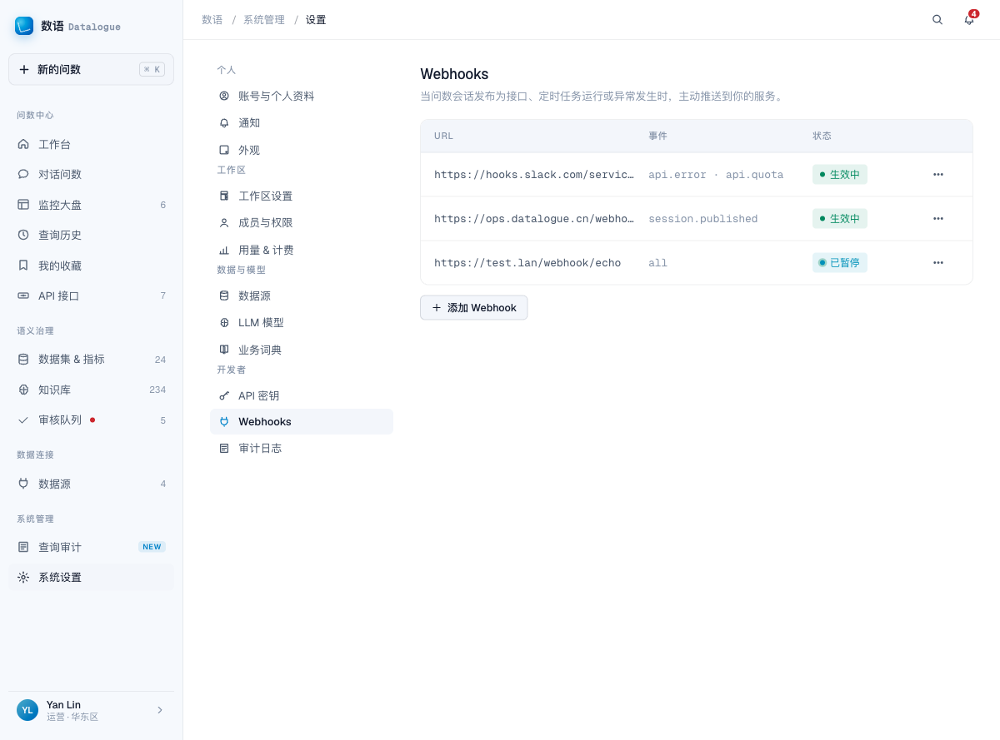 数语 Datalogue
新的问数 ⌘ K
问数中心
工作台
对话问数
监控大盘 6
查询历史
我的收藏
API 接口 7
语义治理
数据集 & 指标 24
知识库 234
审核队列 5
数据连接
数据源 4
系统管理
查询审计 NEW
系统设置
YL
Yan Lin
运营 · 华东区
数语 / 系统管理 / 设置
4
个人
账号与个人资料
通知
外观
工作区
工作区设置
成员与权限
用量 & 计费
数据与模型
数据源
LLM 模型
业务词典
开发者
API 密钥
Webhooks
审计日志
Webhooks
当问数会话发布为接口、定时任务运行或异常发生时，主动推送到你的服务。
URL 事件 状态
https://hooks.slack.com/servic… api.error · api.quota 生效中
https://ops.datalogue.cn/webho… session.published 生效中
https://test.lan/webhook/echo all 已暂停
添加 Webhook